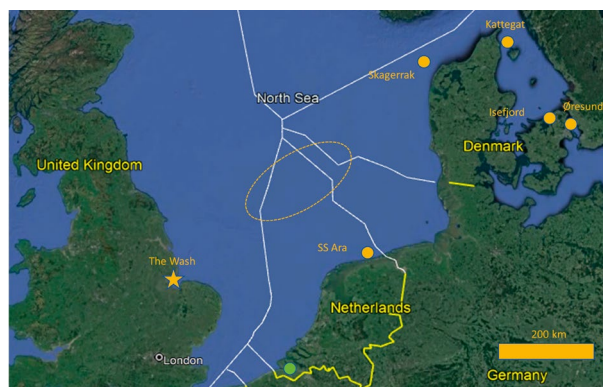 Kattegat
Skagerrak
North Sea
Isefjord
Øresund
Denmark
United Kingdom
SS Ara
The Wash
Netherlands
200 km
London
Germany